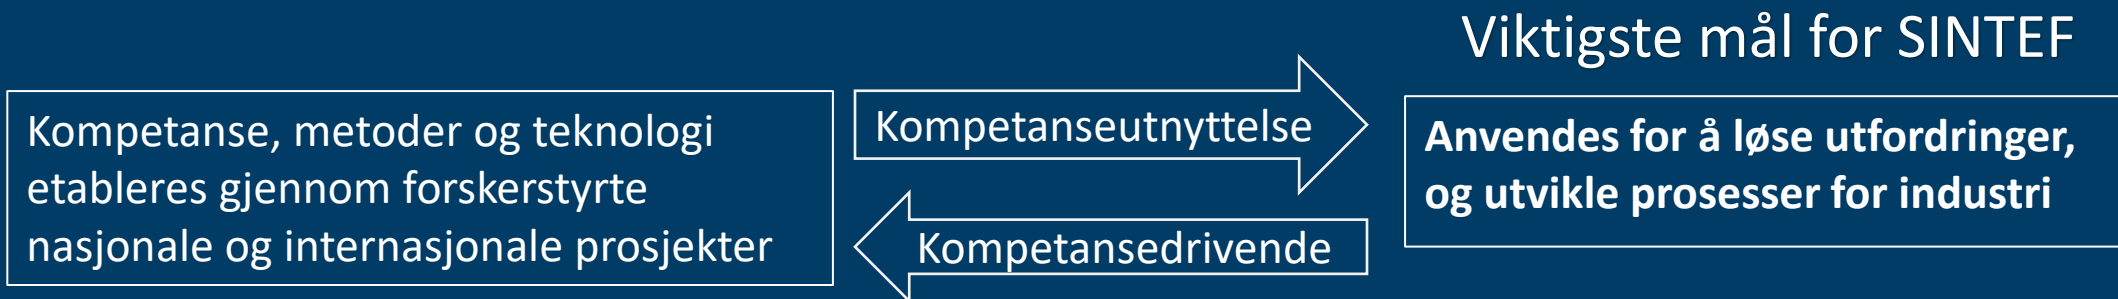 Viktigste mål for SINTEF
Kompetanse, metoder og teknologi
etableres gjennom forskerstyrte
nasjonale og internasjonale prosjekter
Kompetanseutnyttelse
Kompetansedrivende
Anvendes for å løse utfordringer,
og utvikle prosesser for industri